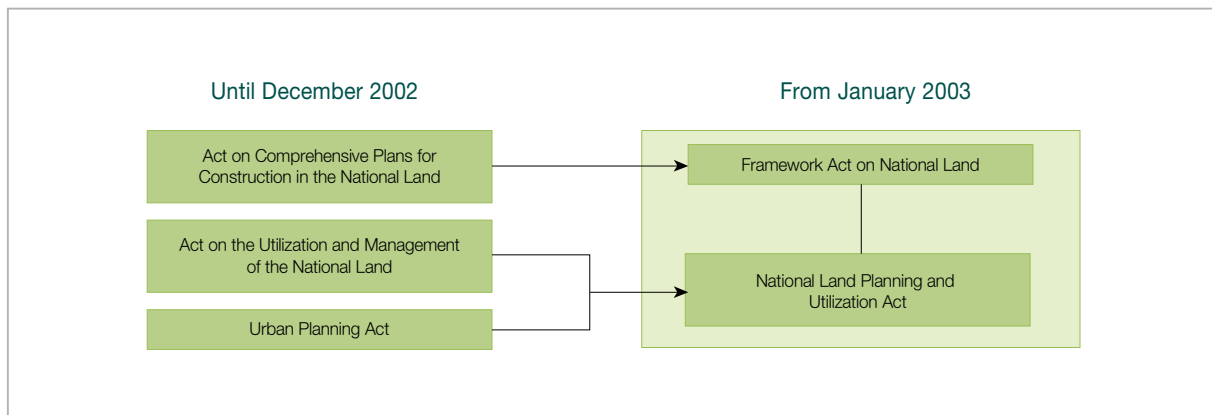 Until December 2002
Act on Comprehensive Plans for
Construction in the National Land
Act on the Utilization and Management
of the National Land
Urban Planning Act
From January 2003
Framework Act on National Land
National Land Planning and
Utilization Act